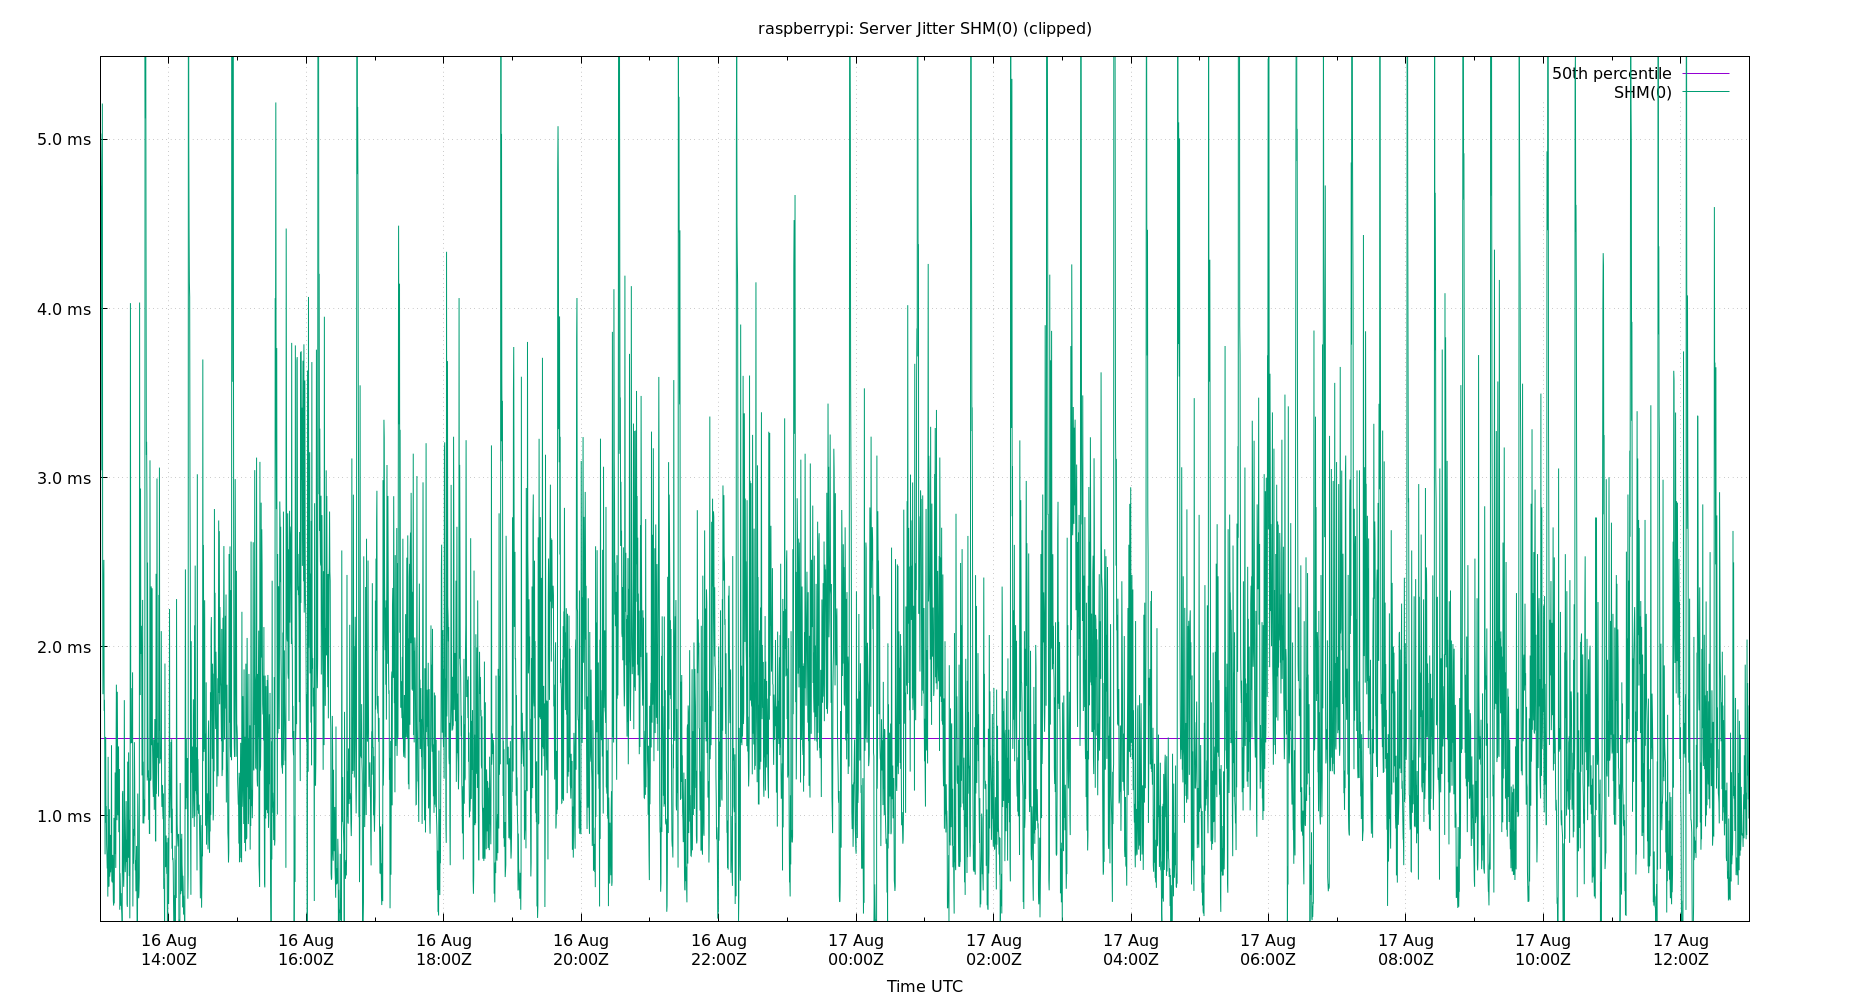 raspberrypi: Server Jitter SHM(0) (clipped)
50th percentile
SHM(0)
5.0 ms
4.0 ms
3.0 ms
2.0 ms
1.0 ms
16 Aug 16 Aug 16 Aug 16 Aug 16 Aug 17 Aug 17 Aug 17 Aug 17 Aug 17 Aug 17 Aug 17 Aug
14:00Z 16:00Z 18:00Z 20:00Z 22:00Z 00:00Z 02:00Z 04:00Z 06:00Z 08:00Z 10:00Z 12:00Z
Time UTC